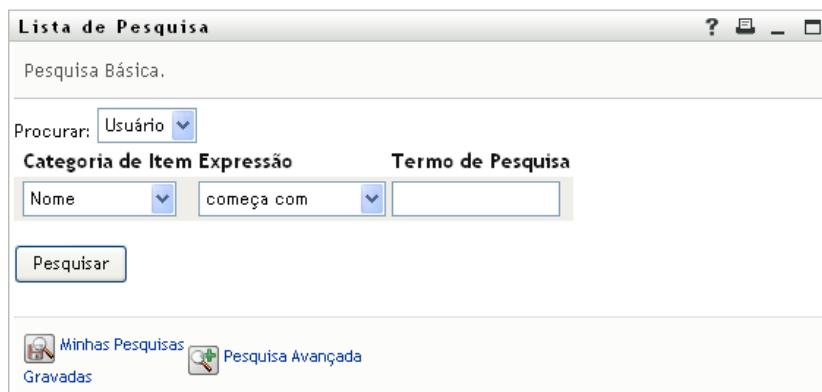 Lista de Pesquisa
Pesquisa Básica.
Procurar: Usuário
Categoria de Item Expressão Termo de Pesquisa
Nome começa com
Pesquisar
Minhas Pesquisas
Gravadas
Pesquisa Avançada